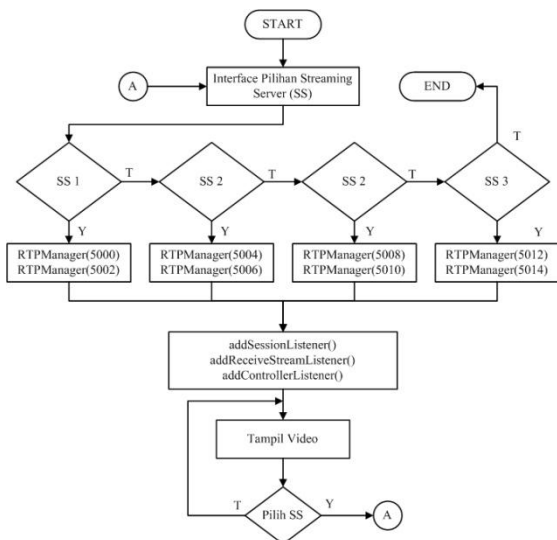 START
A
Interface Pilihan Streaming
Server (SS)
END
T
SS 1
T
SS 2
T
SS 2
T
SS 3
Y
Y
Y
Y
RTPManager(5000)
RTPManager(5002)
RTPManager(5004)
RTPManager(5006)
RTPManager(5008)
RTPManager(5010)
RTPManager(5012)
RTPManager(5014)
addSessionListener()
addReceiveStreamListener()
addControllerListener()
Tampil Video
T
Pilih SS
Y
A